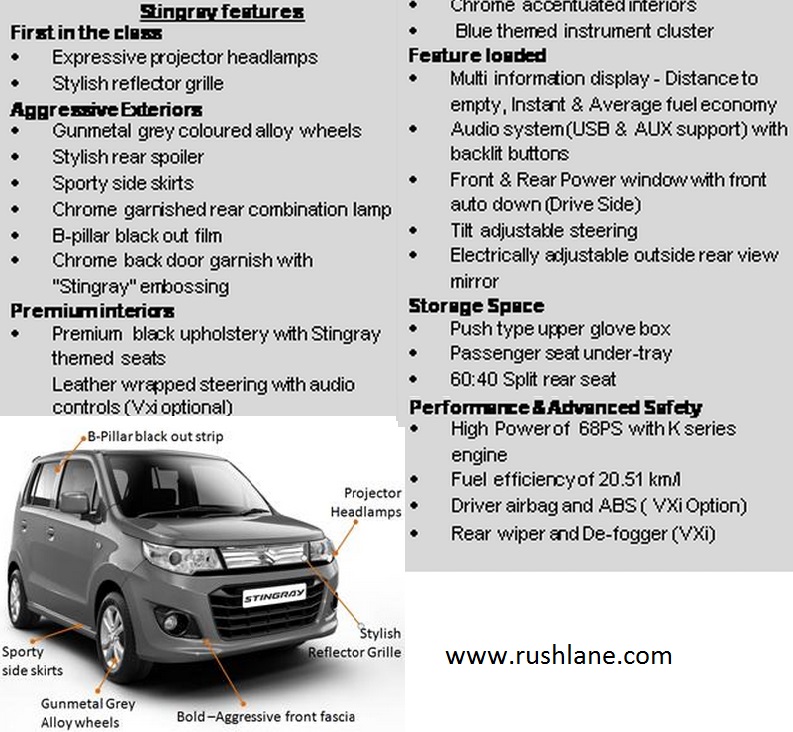 Stingray features
First in the class
• Expressive projector headlamps
• Stylish reflector grille
Aggressive Exteriors
• Gunmetal grey coloured alloy wheels
• Stylish rear spoiler
• Sporty side skirts
• Chrome garnished rear combination lamp
• B-pillar black out film
• Chrome back door garnish with
"Stingray" embossing
Premium interiors
• Premium black upholstery with Stingray
themed seats
Leather wrapped steering with audio
controls (Vxi optional)
• Chrome accentuated interiors
• Blue themed instrument cluster
Feature loaded
• Multi information display - Distance to
empty, Instant & Average fuel economy
• Audio system (USB & AUX support) with
backlit buttons
• Front & Rear Power window with front
auto down (Drive Side)
• Tilt adjustable steering
• Electrically adjustable outside rear view
mirror
Storage Space
• Push type upper glove box
• Passenger seat under-tray
• 60:40 Split rear seat
Performance & Advanced Safety
• High Power of 68PS with K series
engine
• Fuel efficiency of 20.51 km/l
• Driver airbag and ABS ( VXi Option)
• Rear wiper and De-fogger (VXi)
B-Pillar black out strip
Projector
Headlamps
STINGRAY
Stylish
Reflector Grille
Sporty
side skirts
Gunmetal Grey
Alloy wheels
Bold –Aggressive front fascia
www.rushlane.com